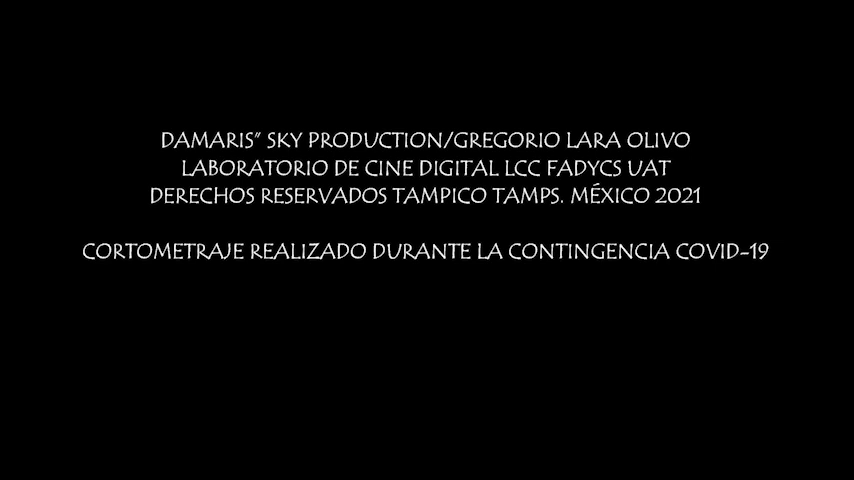 DAMARIS" SKY PRODUCTION/GREGORIO LARA OLIVO
LABORATORIO DE CINE DIGITAL LCC FADYCS UAT
DERECHOS RESERVADOS TAMPICO TAMPS. MÉXICO 2021
CORTOMETRAJE REALIZADO DURANTE LA CONTINGENCIA COVID-19